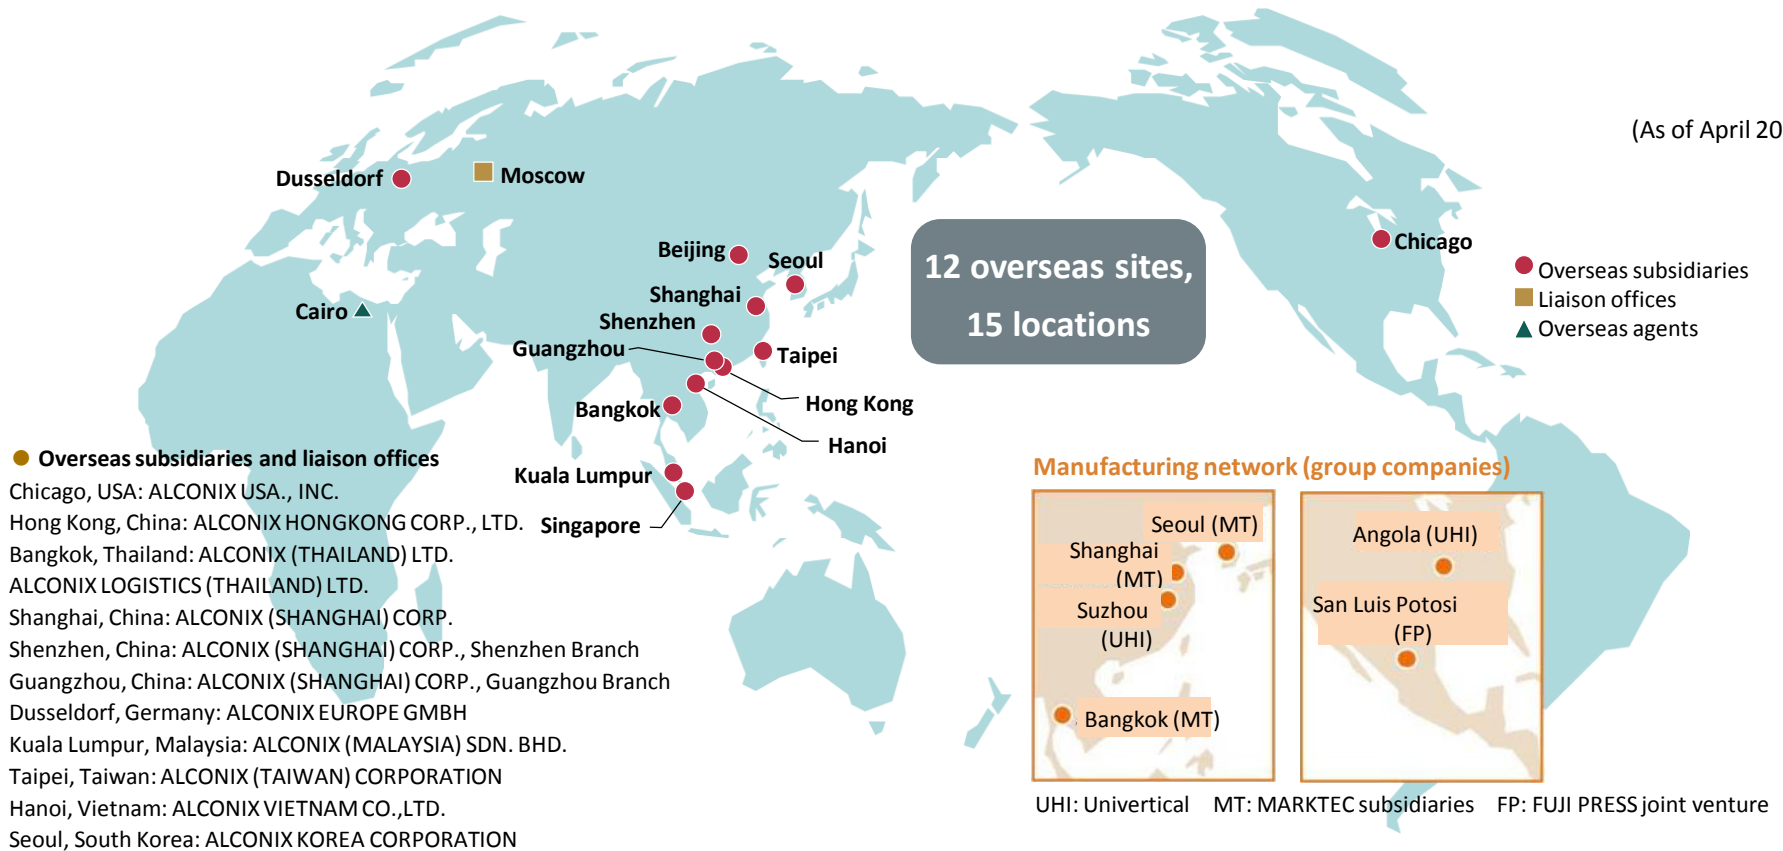 (As of April 20
Dusseldorf
Moscow
Beijing
Seoul
Chicago
Cairo
Shanghai
Shenzhen
Guangzhou
Taipei
Hong Kong
Bangkok
Hanoi
Kuala Lumpur
Singapore
12 overseas sites,
15 locations
Overseas subsidiaries
Liaison offices
Overseas agents
Overseas subsidiaries and liaison offices
Chicago, USA: ALCONIX USA., INC.
Hong Kong, China: ALCONIX HONGKONG CORP., LTD.
Bangkok, Thailand: ALCONIX (THAILAND) LTD.
ALCONIX LOGISTICS (THAILAND) LTD.
Shanghai, China: ALCONIX (SHANGHAI) CORP.
Shenzhen, China: ALCONIX (SHANGHAI) CORP., Shenzhen Branch
Guangzhou, China: ALCONIX (SHANGHAI) CORP., Guangzhou Branch
Dusseldorf, Germany: ALCONIX EUROPE GMBH
Kuala Lumpur, Malaysia: ALCONIX (MALAYSIA) SDN. BHD.
Taipei, Taiwan: ALCONIX (TAIWAN) CORPORATION
Hanoi, Vietnam: ALCONIX VIETNAM CO.,LTD.
Seoul, South Korea: ALCONIX KOREA CORPORATION
Manufacturing network (group companies)
Seoul (MT)
Shanghai
(MT)
Suzhou
(UHI)
Bangkok (MT)
Angola (UHI)
San Luis Potosi
(FP)
UHI: Univertical MT: MARKTEC subsidiaries FP: FUJI PRESS joint venture